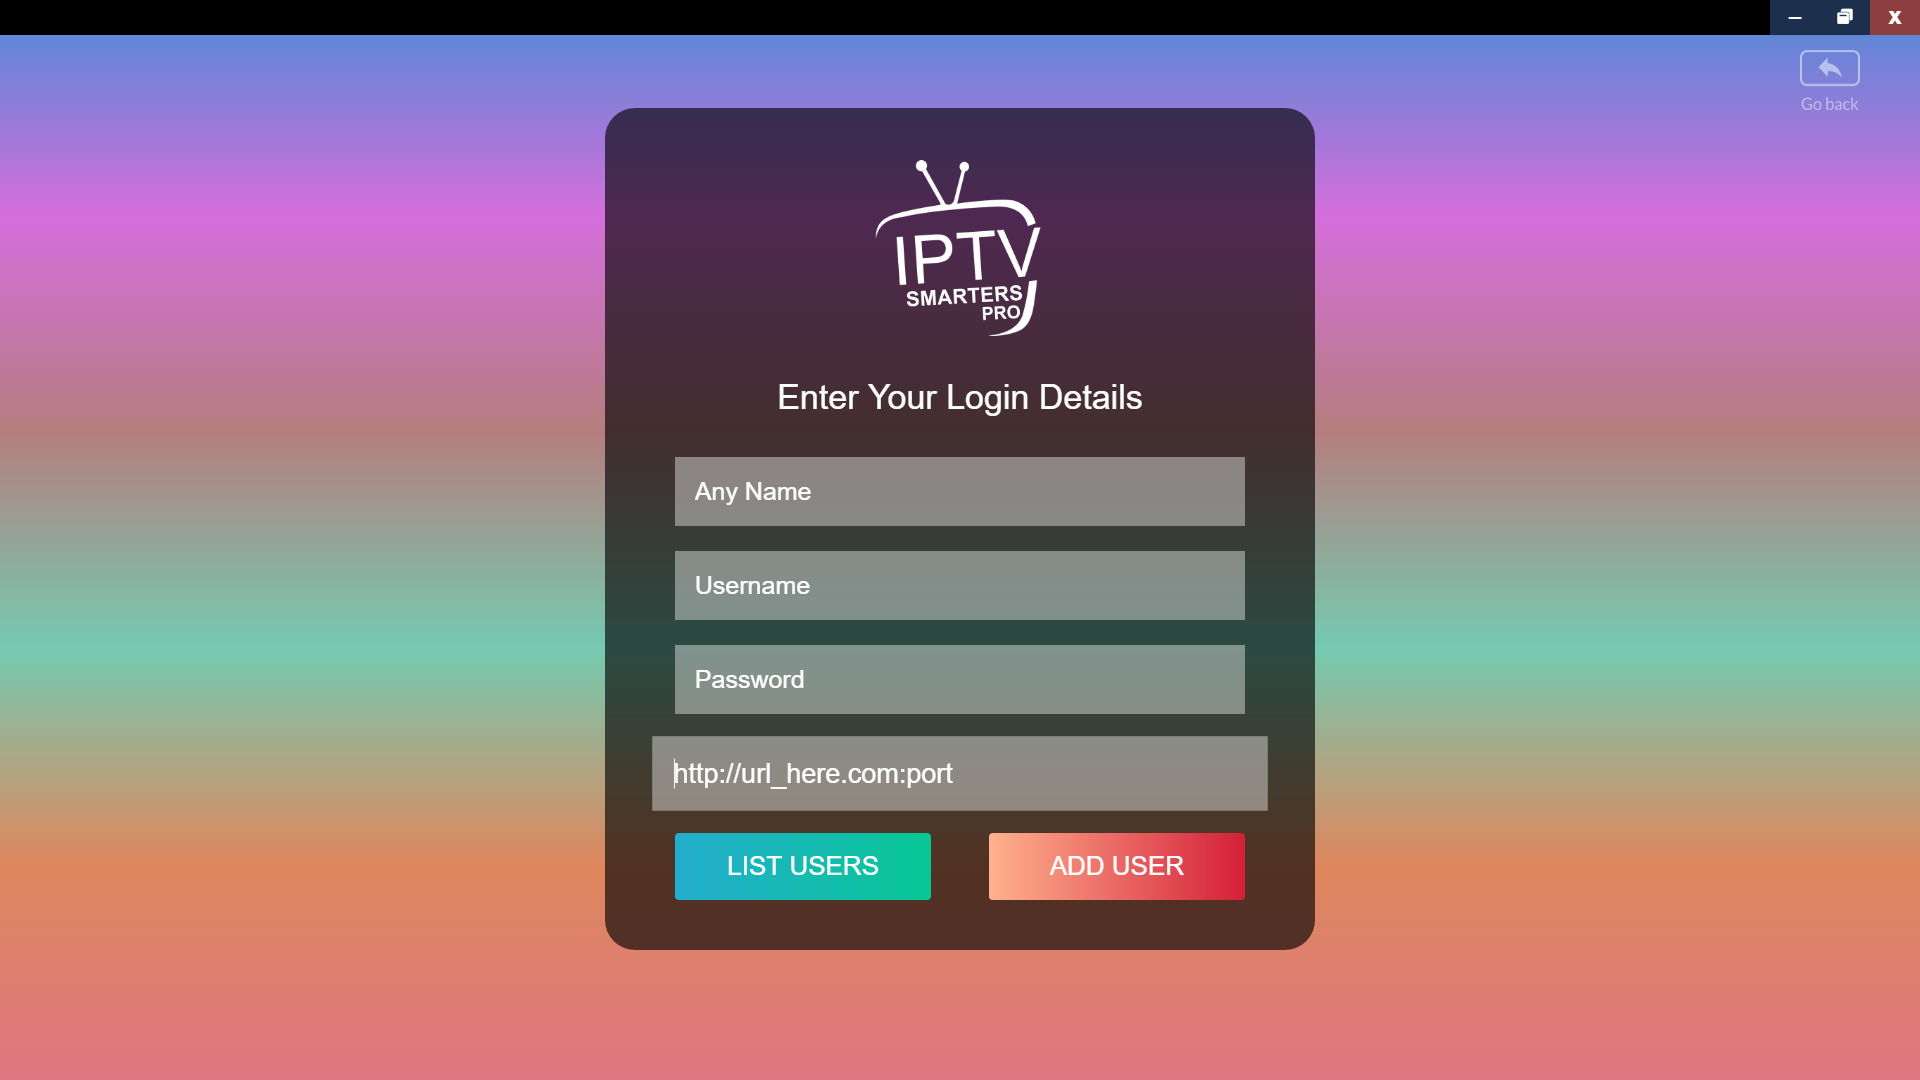 X
Go back
IPTV
SMARTERS
PRO
Enter Your Login Details
Any Name
Username
Password
http://url_here.com:port
LIST USERS
ADD USER